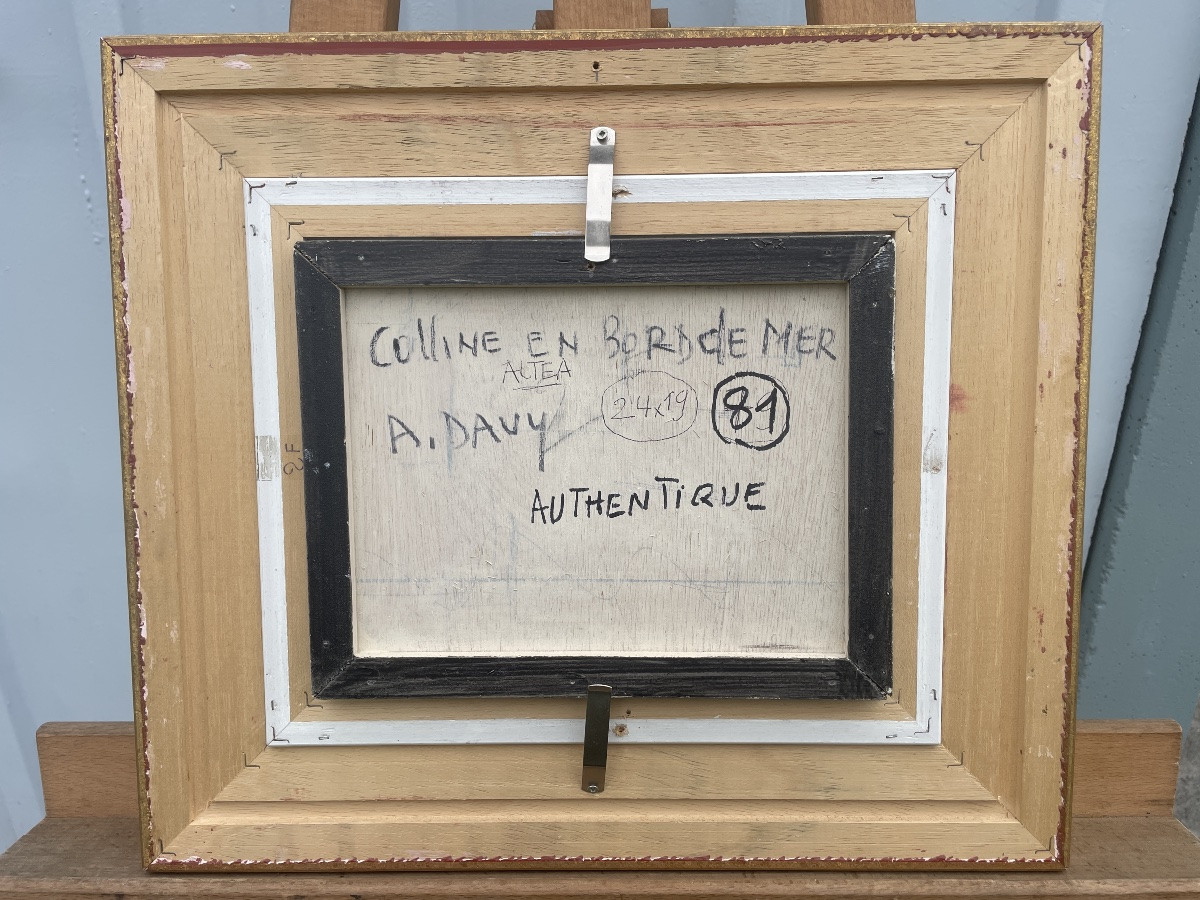 COLLINE EN BORD DE MER
ALTEA
24x19
81
A. DAVY
AUTHENTIQUE